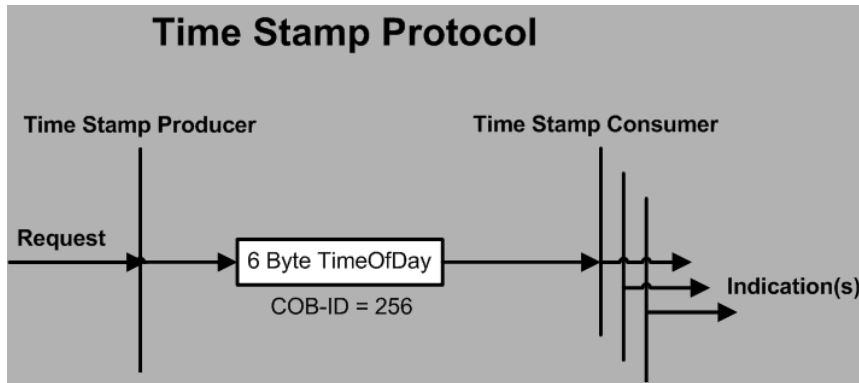 Time Stamp Protocol
Time Stamp Producer
Time Stamp Consumer
Request
6 Byte TimeOfDay
COB-ID = 256
Indication(s)